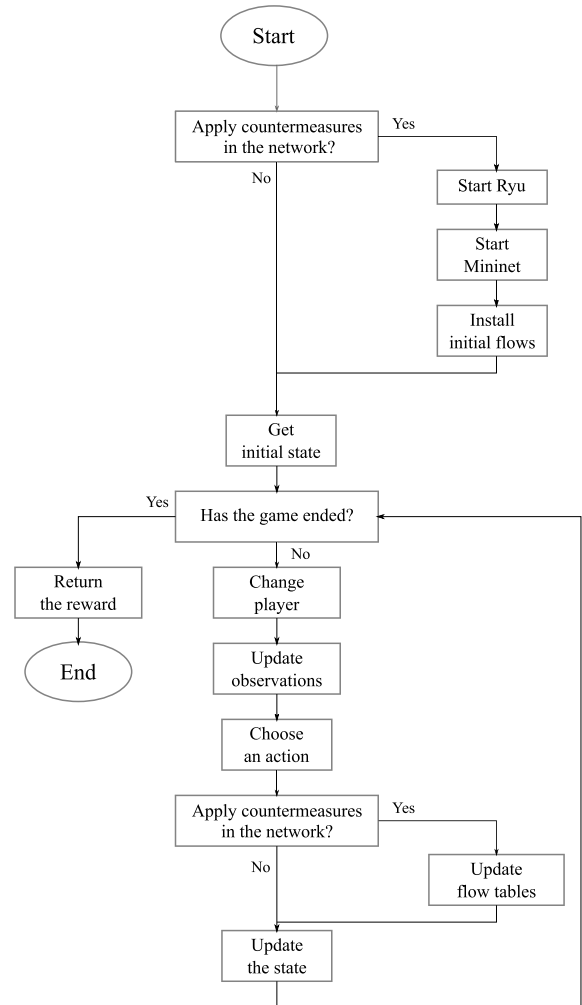 Start
Apply countermeasures
in the network?
Yes
No
Start Ryu
Start
Mininet
Install
initial flows
Get
initial state
Has the game ended?
Yes
No
Return
the reward
End
Change
player
Update
observations
Choose
an action
Apply countermeasures
in the network?
Yes
No
Update
flow tables
Update
the state